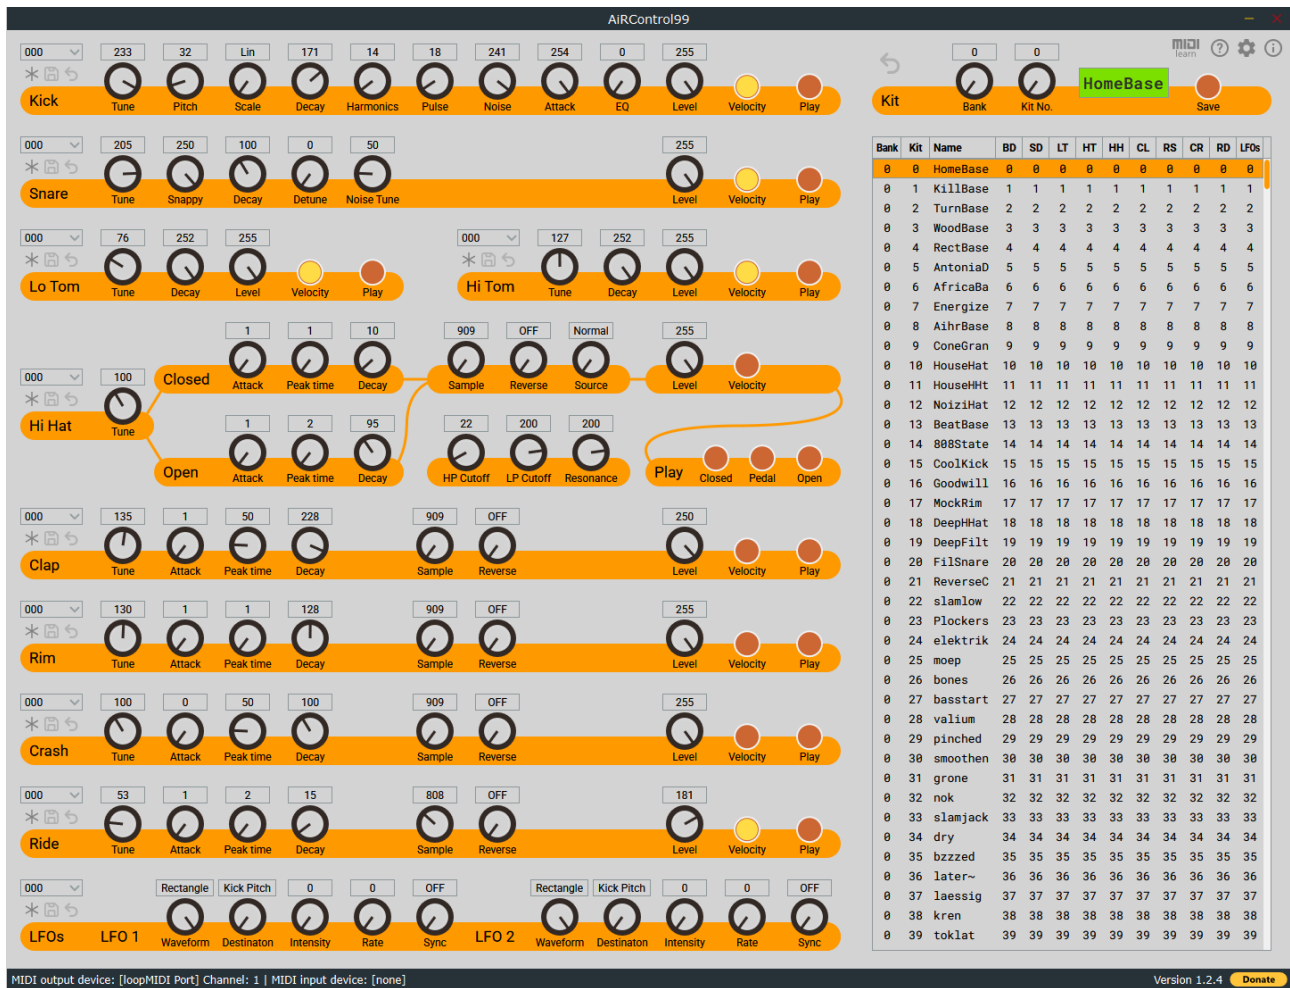 AiRControl99
000 233 32 Lin 171 14 18 241 254 0 255
Kick Tune Pitch Scale Decay Harmonics Pulse Noise Attack EQ Level Velocity Play
000 205 250 100 0 50 255
Snare Tune Snappy Decay Detune Noise Tune Level Velocity Play
000 76 252 255
Lo Tom Tune Decay Level Velocity Play
000 127 252 255
Hi Tom Tune Decay Level Velocity Play
000 100
Hi Hat Tune
1 1 10
Closed Attack Peak time Decay
1 2 95
Open Attack Peak time Decay
909 OFF Normal 255
Sample Reverse Source Level Velocity
22 200 200
HP Cutoff LP Cutoff Resonance
Play Closed Pedal Open
000 135 1 50 228 909 OFF 250
Clap Tune Attack Peak time Decay Sample Reverse Level Velocity Play
000 130 1 1 128 909 OFF 255
Rim Tune Attack Peak time Decay Sample Reverse Level Velocity Play
000 100 0 50 100 909 OFF 255
Crash Tune Attack Peak time Decay Sample Reverse Level Velocity Play
000 53 1 2 15 808 OFF 181
Ride Tune Attack Peak time Decay Sample Reverse Level Velocity Play
000 Rectangle Kick Pitch 0 0 OFF Rectangle Kick Pitch 0 0 OFF
LFOs LFO 1 Waveform Destinaton Intensity Rate Sync LFO 2 Waveform Destinaton Intensity Rate Sync
MIDI learn ?
0 0
HomeBase
Kit Bank Kit No. Save
Bank Kit Name BD SD LT HT HH CL RS CR RD LFOs
0 0 HomeBase 0 0 0 0 0 0 0 0 0 0
0 1 KillBase 1 1 1 1 1 1 1 1 1 1
0 2 TurnBase 2 2 2 2 2 2 2 2 2 2
0 3 WoodBase 3 3 3 3 3 3 3 3 3 3
0 4 RectBase 4 4 4 4 4 4 4 4 4 4
0 5 AntoniaD 5 5 5 5 5 5 5 5 5 5
0 6 AfricaBa 6 6 6 6 6 6 6 6 6 6
0 7 Energize 7 7 7 7 7 7 7 7 7 7
0 8 AihrBase 8 8 8 8 8 8 8 8 8 8
0 9 ConeGran 9 9 9 9 9 9 9 9 9 9
0 10 HouseHat 10 10 10 10 10 10 10 10 10 10
0 11 HouseHHt 11 11 11 11 11 11 11 11 11 11
0 12 NoiziHat 12 12 12 12 12 12 12 12 12 12
0 13 BeatBase 13 13 13 13 13 13 13 13 13 13
0 14 808State 14 14 14 14 14 14 14 14 14 14
0 15 CoolKick 15 15 15 15 15 15 15 15 15 15
0 16 Goodwill 16 16 16 16 16 16 16 16 16 16
0 17 MockRim 17 17 17 17 17 17 17 17 17 17
0 18 DeepHHat 18 18 18 18 18 18 18 18 18 18
0 19 DeepFilt 19 19 19 19 19 19 19 19 19 19
0 20 FilSnare 20 20 20 20 20 20 20 20 20 20
0 21 ReverseC 21 21 21 21 21 21 21 21 21 21
0 22 slamlow 22 22 22 22 22 22 22 22 22 22
0 23 Plockers 23 23 23 23 23 23 23 23 23 23
0 24 elektrik 24 24 24 24 24 24 24 24 24 24
0 25 moep 25 25 25 25 25 25 25 25 25 25
0 26 bones 26 26 26 26 26 26 26 26 26 26
0 27 basstart 27 27 27 27 27 27 27 27 27 27
0 28 valium 28 28 28 28 28 28 28 28 28 28
0 29 pinched 29 29 29 29 29 29 29 29 29 29
0 30 smoothen 30 30 30 30 30 30 30 30 30 30
0 31 grone 31 31 31 31 31 31 31 31 31 31
0 32 nok 32 32 32 32 32 32 32 32 32 32
0 33 slamjack 33 33 33 33 33 33 33 33 33 33
0 34 dry 34 34 34 34 34 34 34 34 34 34
0 35 bzzzed 35 35 35 35 35 35 35 35 35 35
0 36 later~ 36 36 36 36 36 36 36 36 36 36
0 37 laessig 37 37 37 37 37 37 37 37 37 37
0 38 kren 38 38 38 38 38 38 38 38 38 38
0 39 toklat 39 39 39 39 39 39 39 39 39 39
MIDI output device: [loopMIDI Port] Channel: 1 | MIDI input device: [none]
Version 1.2.4 Donate